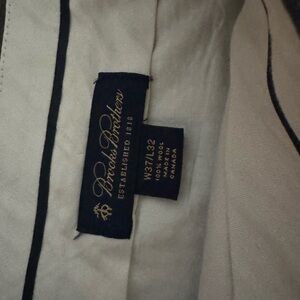 Brooks Brothers
ESTABLISHED 1818
W37/L32
100% WOOL
MADE IN
CANADA